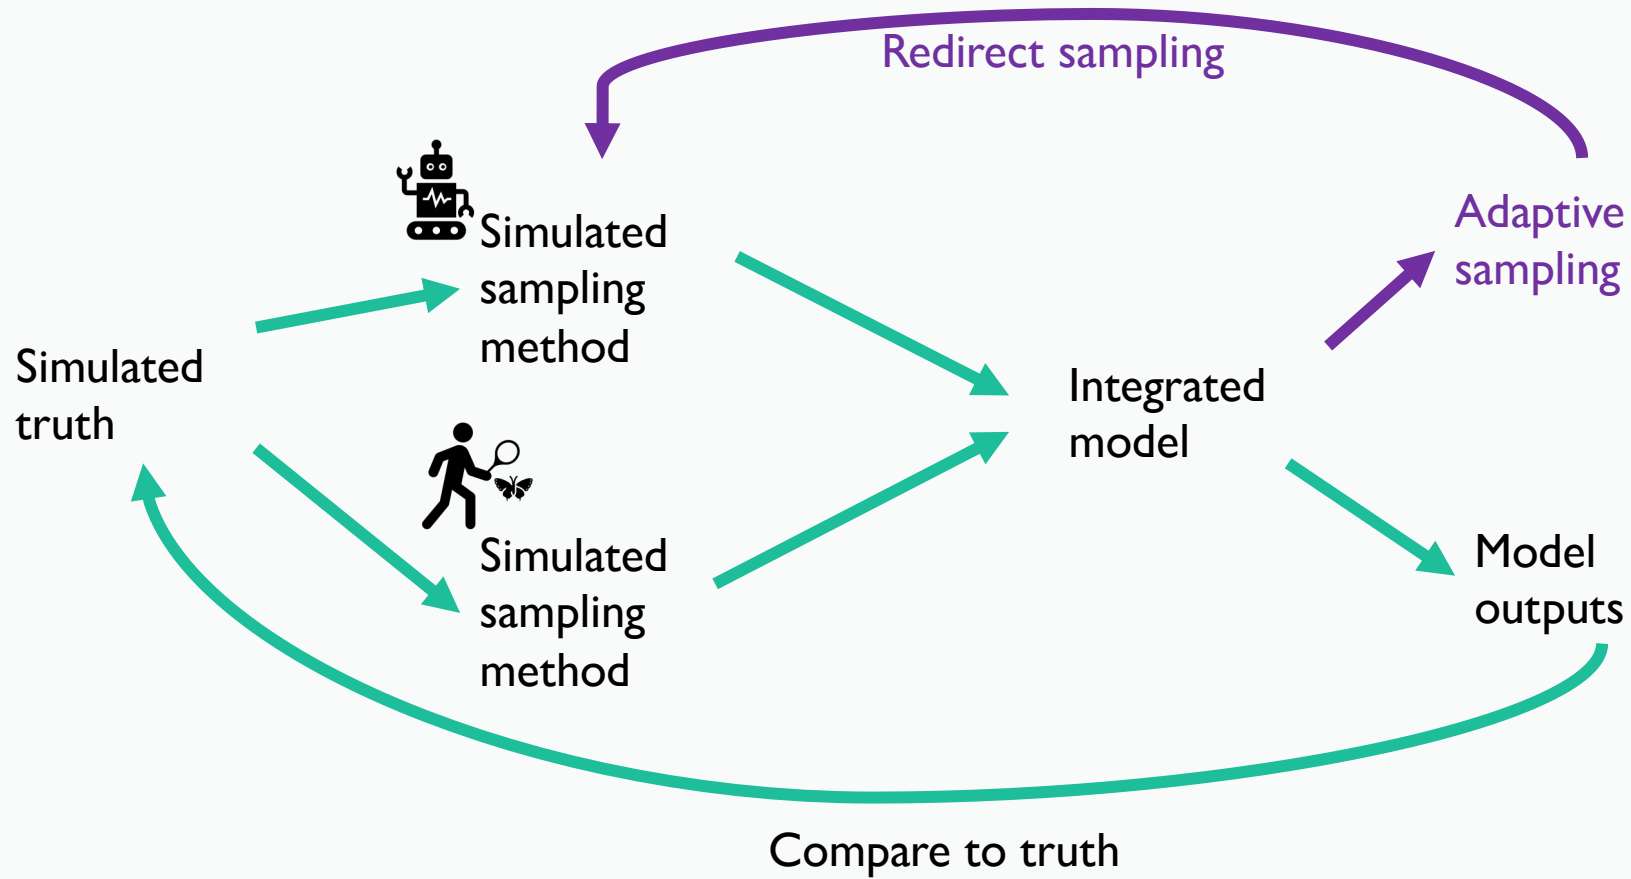 Redirect sampling
Simulated
sampling
method
Adaptive
sampling
Simulated
truth
Integrated
model
Simulated
sampling
method
Model
outputs
Compare to truth